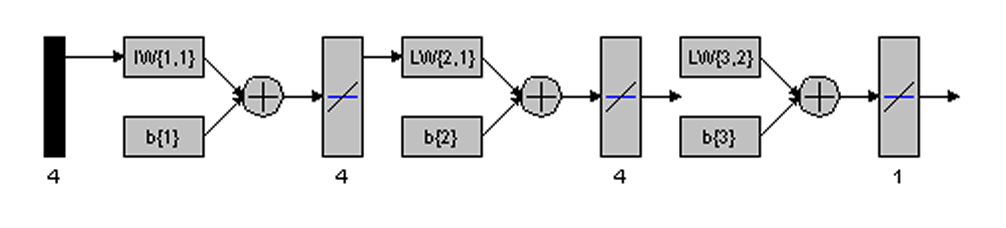 IW{1,1} LW{2,1} LW{3,2}
b{1} b{2} b{3}
4 4 4 1